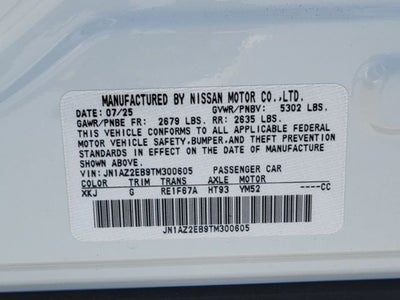 MANUFACTURED BY NISSAN MOTOR CO.,LTD.
DATE: 07/25 GVWR/PNBV: 5302 LBS.
GAWR/PNBE FR: 2679 LBS. RR: 2635 LBS.
THIS VEHICLE CONFORMS TO ALL APPLICABLE FEDERAL
MOTOR VEHICLE SAFETY,BUMPER,AND THEFT PREVENTION
STANDARDS IN EFFECT ON THE DATE OF MANUFACTURE
SHOWN ABOVE.
VIN: JN1AZ2EB9TM300605 PASSENGER CAR
COLOR TRIM TRANS AXLE MOTOR
XKJ G RE1F67A HT93 YM52 ----CC
JN1AZ2EB9TM300605